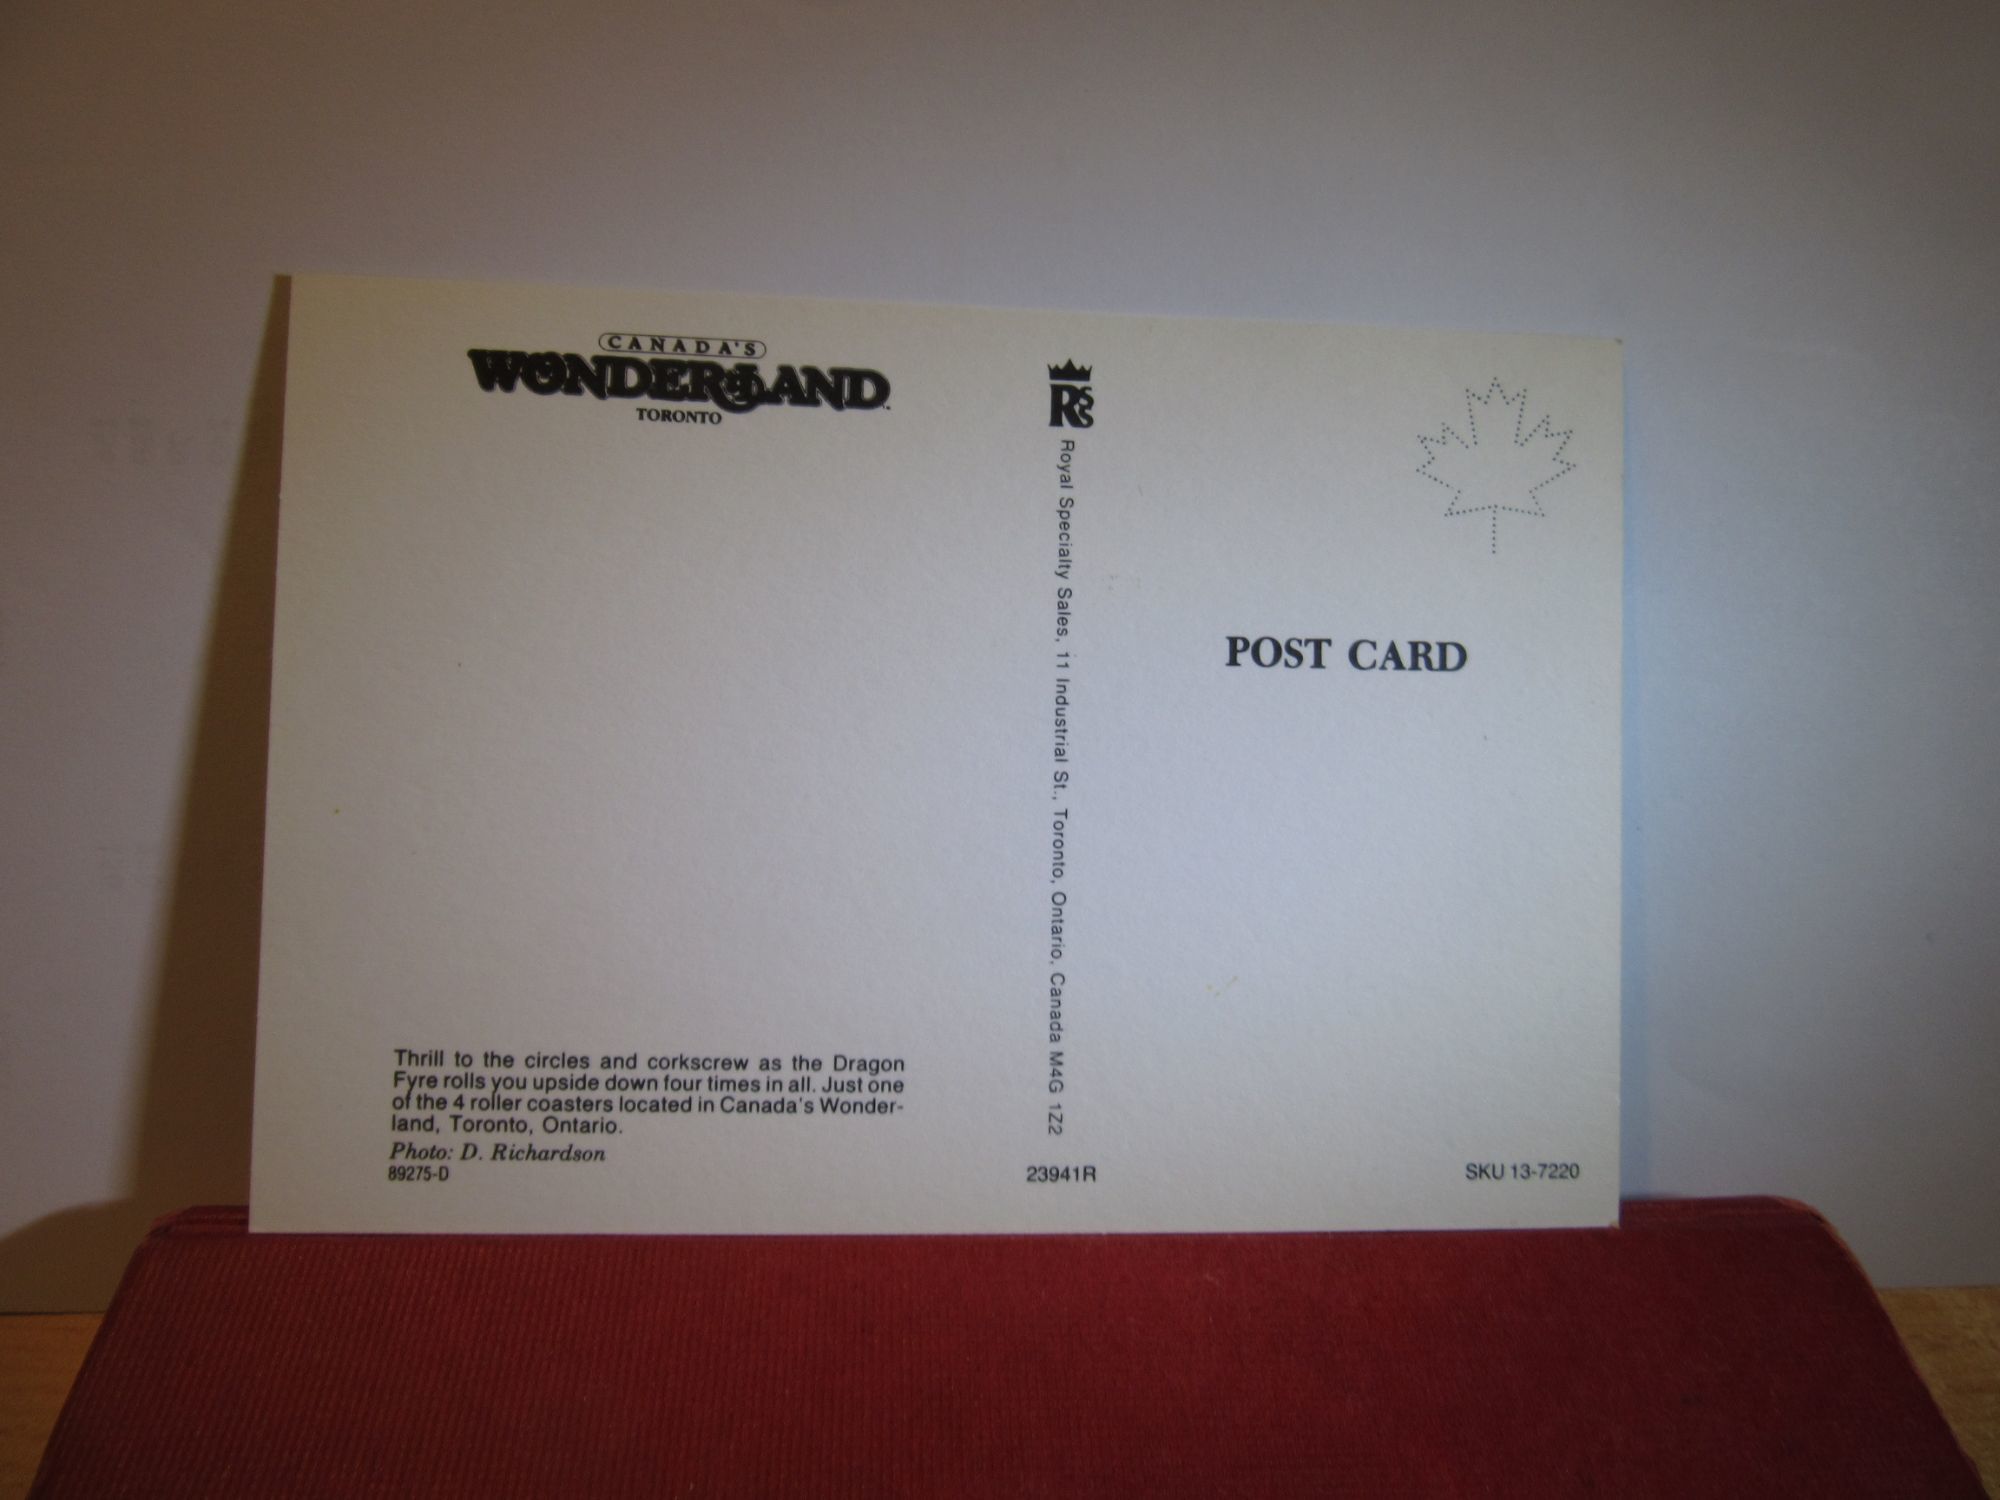 CANADA'S
WONDERLAND
TORONTO
Thrill to the circles and corkscrew as the Dragon
Fyre rolls you upside down four times in all. Just one
of the 4 roller coasters located in Canada's Wonder-
land, Toronto, Ontario.
Photo: D. Richardson
89275-D
RSS
Royal Specialty Sales, 11 Industrial St., Toronto, Ontario, Canada M4G 1Z2
23941R
POST CARD
SKU 13-7220